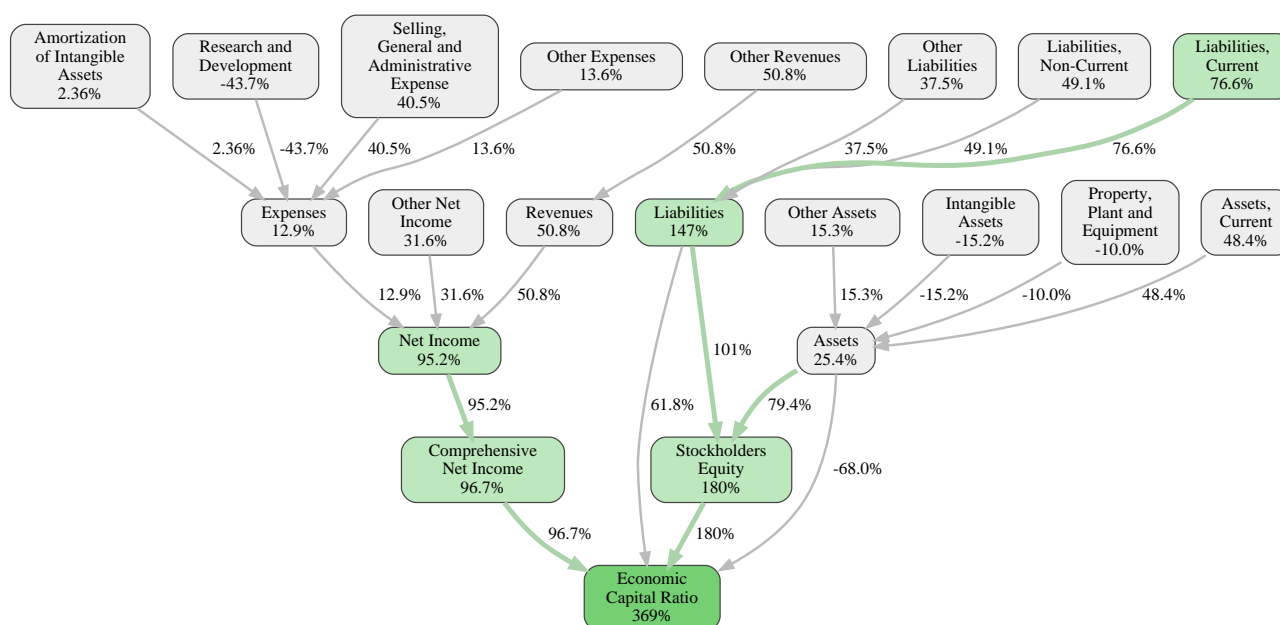 Amortization
of Intangible
Assets
2.36%
Research and
Development
-43.7%
Selling,
General and
Administrative
Expense
40.5%
Other Expenses
13.6%
Other Revenues
50.8%
Other
Liabilities
37.5%
Liabilities,
Non-Current
49.1%
Liabilities,
Current
76.6%
2.36%
-43.7%
40.5%
13.6%
50.8%
37.5%
49.1%
76.6%
Expenses
12.9%
Other Net
Income
31.6%
Revenues
50.8%
Liabilities
147%
Other Assets
15.3%
Intangible
Assets
-15.2%
Property,
Plant and
Equipment
-10.0%
Assets,
Current
48.4%
12.9%
31.6%
50.8%
15.3%
-15.2%
-10.0%
48.4%
Net Income
95.2%
101%
Assets
25.4%
95.2%
61.8%
79.4%
Comprehensive
Net Income
96.7%
Stockholders
Equity
180%
-68.0%
96.7%
180%
Economic
Capital Ratio
369%